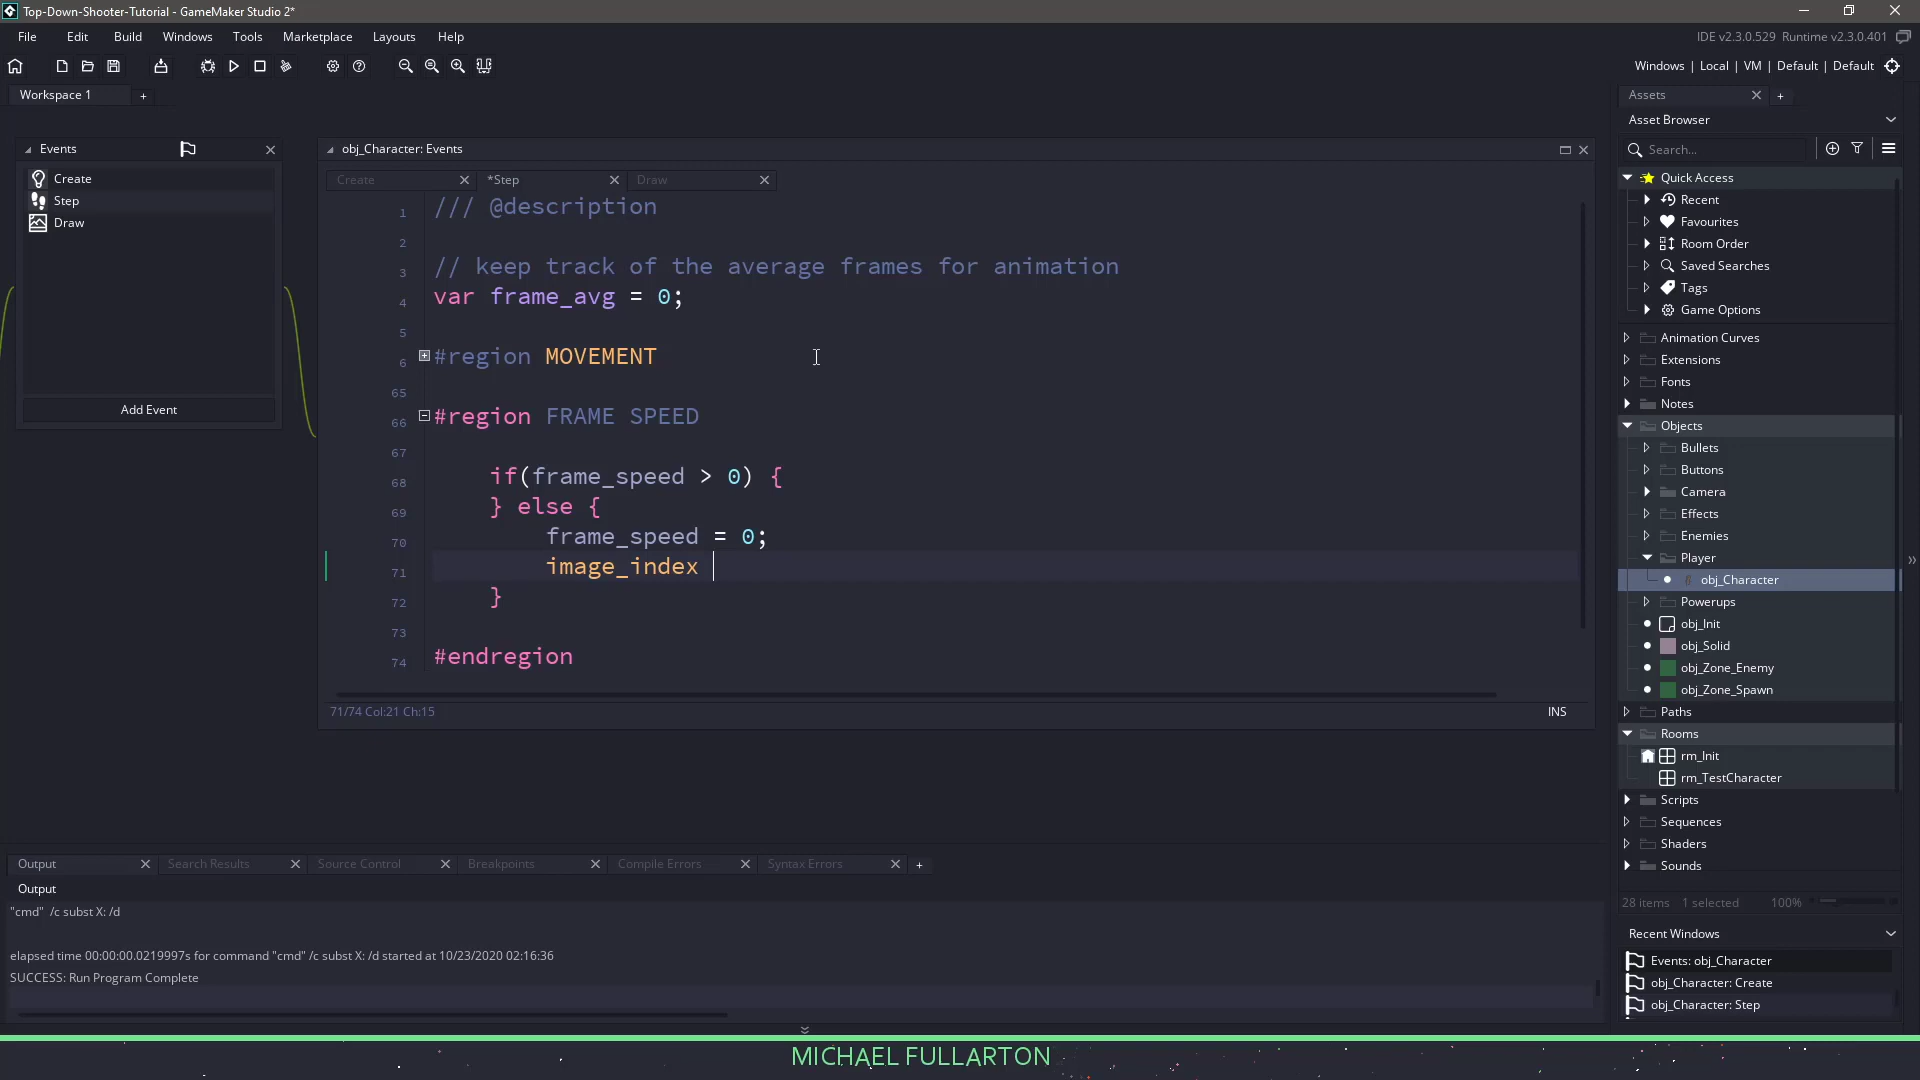 Top-Down-Shooter-Tutorial - GameMaker Studio 2*
File Edit Build Windows Tools Marketplace Layouts Help
IDE v2.3.0.529 Runtime v2.3.0.401
Windows | Local | VM | Default | Default
Workspace 1 +
Assets
Asset Browser
Search...
Events
Create
Step
Draw
Add Event
obj_Character: Events
Create *Step Draw
1 /// @description
2
3 // keep track of the average frames for animation
4 var frame_avg = 0;
5
6 #region MOVEMENT
65
66 #region FRAME SPEED
67
68 if(frame_speed > 0) {
69 } else {
70 frame_speed = 0;
71 image_index
72 }
73
74 #endregion
71/74 Col:21 Ch:15
INS
Quick Access
Recent
Favourites
Room Order
Saved Searches
Tags
Game Options
Animation Curves
Extensions
Fonts
Notes
Objects
Bullets
Buttons
Camera
Effects
Enemies
Player
obj_Character
Powerups
obj_Init
obj_Solid
obj_Zone_Enemy
obj_Zone_Spawn
Paths
Rooms
rm_Init
rm_TestCharacter
Scripts
Sequences
Shaders
Sounds
28 items 1 selected 100%
Recent Windows
Events: obj_Character
obj_Character: Create
obj_Character: Step
Output Search Results Source Control Breakpoints Compile Errors Syntax Errors +
Output
"cmd" /c subst X: /d
elapsed time 00:00:00.0219997s for command "cmd" /c subst X: /d started at 10/23/2020 02:16:36
SUCCESS: Run Program Complete
MICHAEL FULLARTON